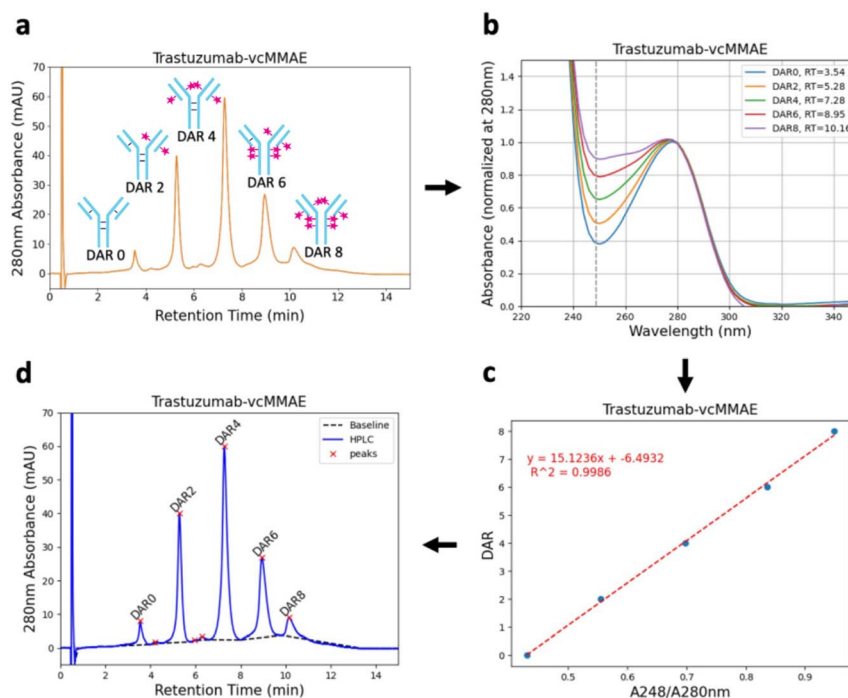 a
Trastuzumab-vcMMAE
280nm Absorbance (mAU)
70
60
50
40
30
20
10
0
DAR 0
DAR 2
DAR 4
DAR 6
DAR 8
0 2 4 6 8 10 12 14
Retention Time (min)
b
Trastuzumab-vcMMAE
Absorbance (normalized at 280nm)
1.4
1.2
1.0
0.8
0.6
0.4
0.2
0.0
DAR0, RT=3.54
DAR2, RT=5.28
DAR4, RT=7.28
DAR6, RT=8.95
DAR8, RT=10.16
220 240 260 280 300 320 340
Wavelength (nm)
d
Trastuzumab-vcMMAE
280nm Absorbance (mAU)
70
60
50
40
30
20
10
0
Baseline
HPLC
peaks
DAR0
DAR2
DAR4
DAR6
DAR8
0 2 4 6 8 10 12 14
Retention Time (min)
c
Trastuzumab-vcMMAE
DAR
8
7
6
5
4
3
2
1
0
y = 15.1236x + -6.4932
R^2 = 0.9986
0.5 0.6 0.7 0.8 0.9
A248/A280nm